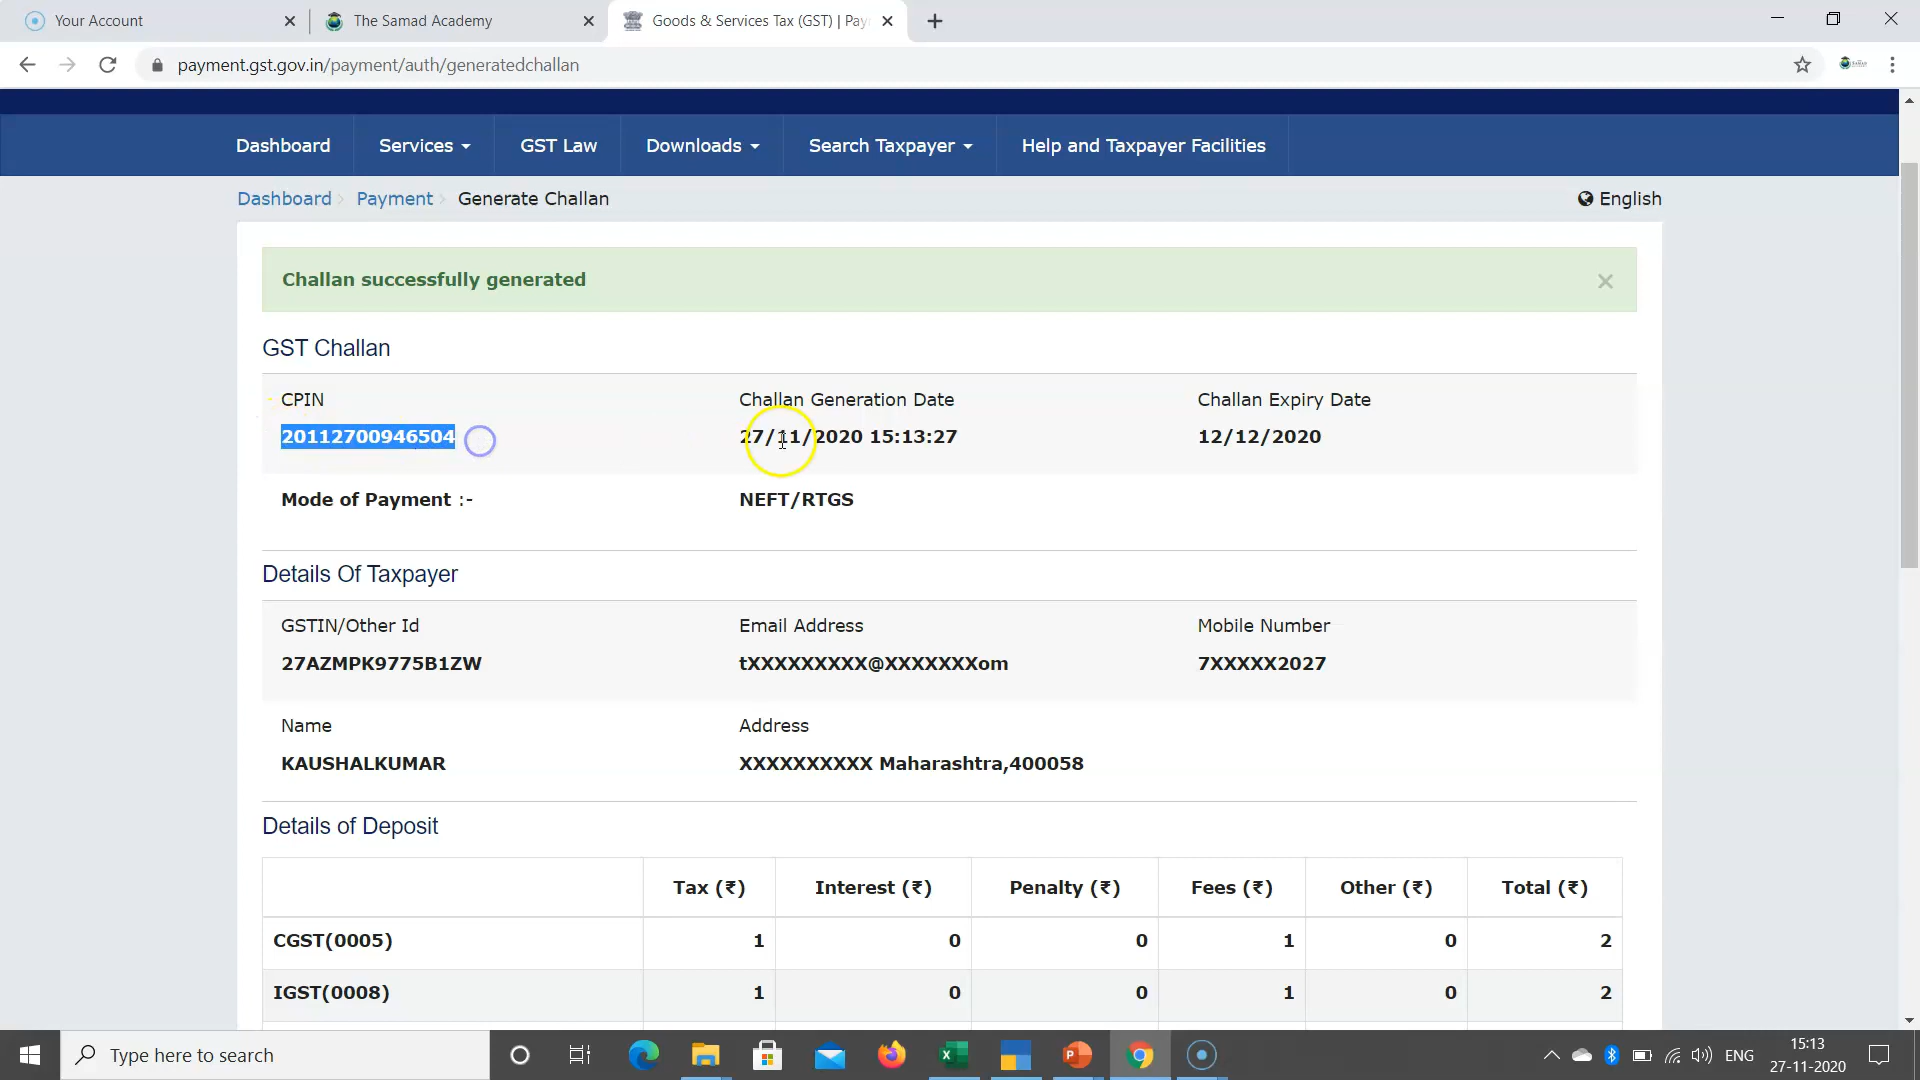 Your Account
The Samad Academy
Goods & Services Tax (GST) | Pay
payment.gst.gov.in/payment/auth/generatedchallan
Dashboard Services GST Law Downloads Search Taxpayer Help and Taxpayer Facilities
Dashboard Payment Generate Challan English
Challan successfully generated
GST Challan
CPIN Challan Generation Date Challan Expiry Date
20112700946504 27/11/2020 15:13:27 12/12/2020
Mode of Payment :- NEFT/RTGS
Details Of Taxpayer
GSTIN/Other Id Email Address Mobile Number
27AZMPK9775B1ZW tXXXXXXXXX@XXXXXXXom 7XXXXX2027
Name Address
KAUSHALKUMAR XXXXXXXXXX Maharashtra,400058
Details of Deposit
Tax (₹) Interest (₹) Penalty (₹) Fees (₹) Other (₹) Total (₹)
CGST(0005) 1 0 0 1 0 2
IGST(0008) 1 0 0 1 0 2
Type here to search
ENG
15:13
27-11-2020